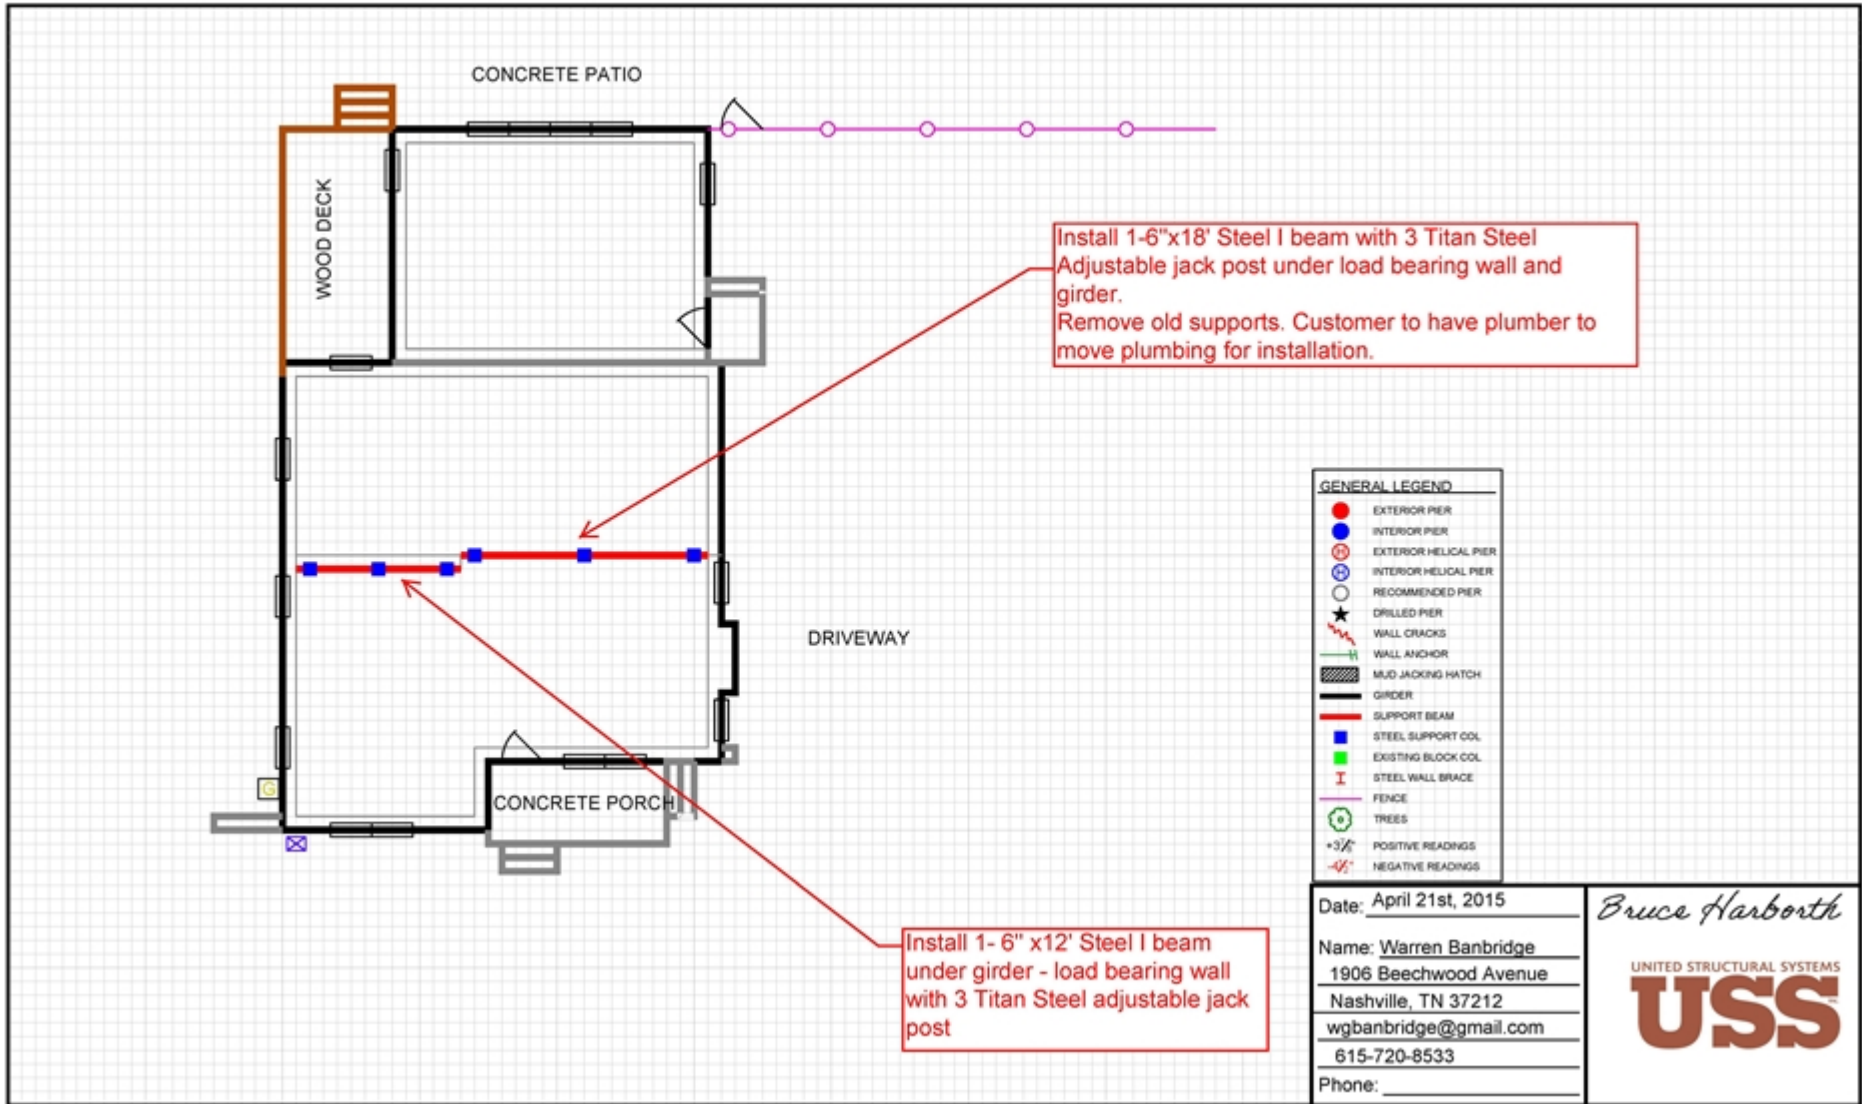 CONCRETE PATIO
WOOD DECK
Install 1-6"x18' Steel I beam with 3 Titan Steel
Adjustable jack post under load bearing wall and
girder.
Remove old supports. Customer to have plumber to
move plumbing for installation.
DRIVEWAY
CONCRETE PORCH
G
Install 1- 6" x12' Steel I beam
under girder - load bearing wall
with 3 Titan Steel adjustable jack
post
GENERAL LEGEND
EXTERIOR PIER
INTERIOR PIER
H EXTERIOR HELICAL PIER
H INTERIOR HELICAL PIER
RECOMMENDED PIER
DRILLED PIER
WALL CRACKS
WALL ANCHOR
MUD JACKING HATCH
GIRDER
SUPPORT BEAM
STEEL SUPPORT COL
EXISTING BLOCK COL
STEEL WALL BRACE
FENCE
TREES
POSITIVE READINGS
NEGATIVE READINGS
Date: April 21st, 2015
Name: Warren Banbridge
1906 Beechwood Avenue
Nashville, TN 37212
wgbanbridge@gmail.com
615-720-8533
Phone:
Bruce Harborth
UNITED STRUCTURAL SYSTEMS
USS